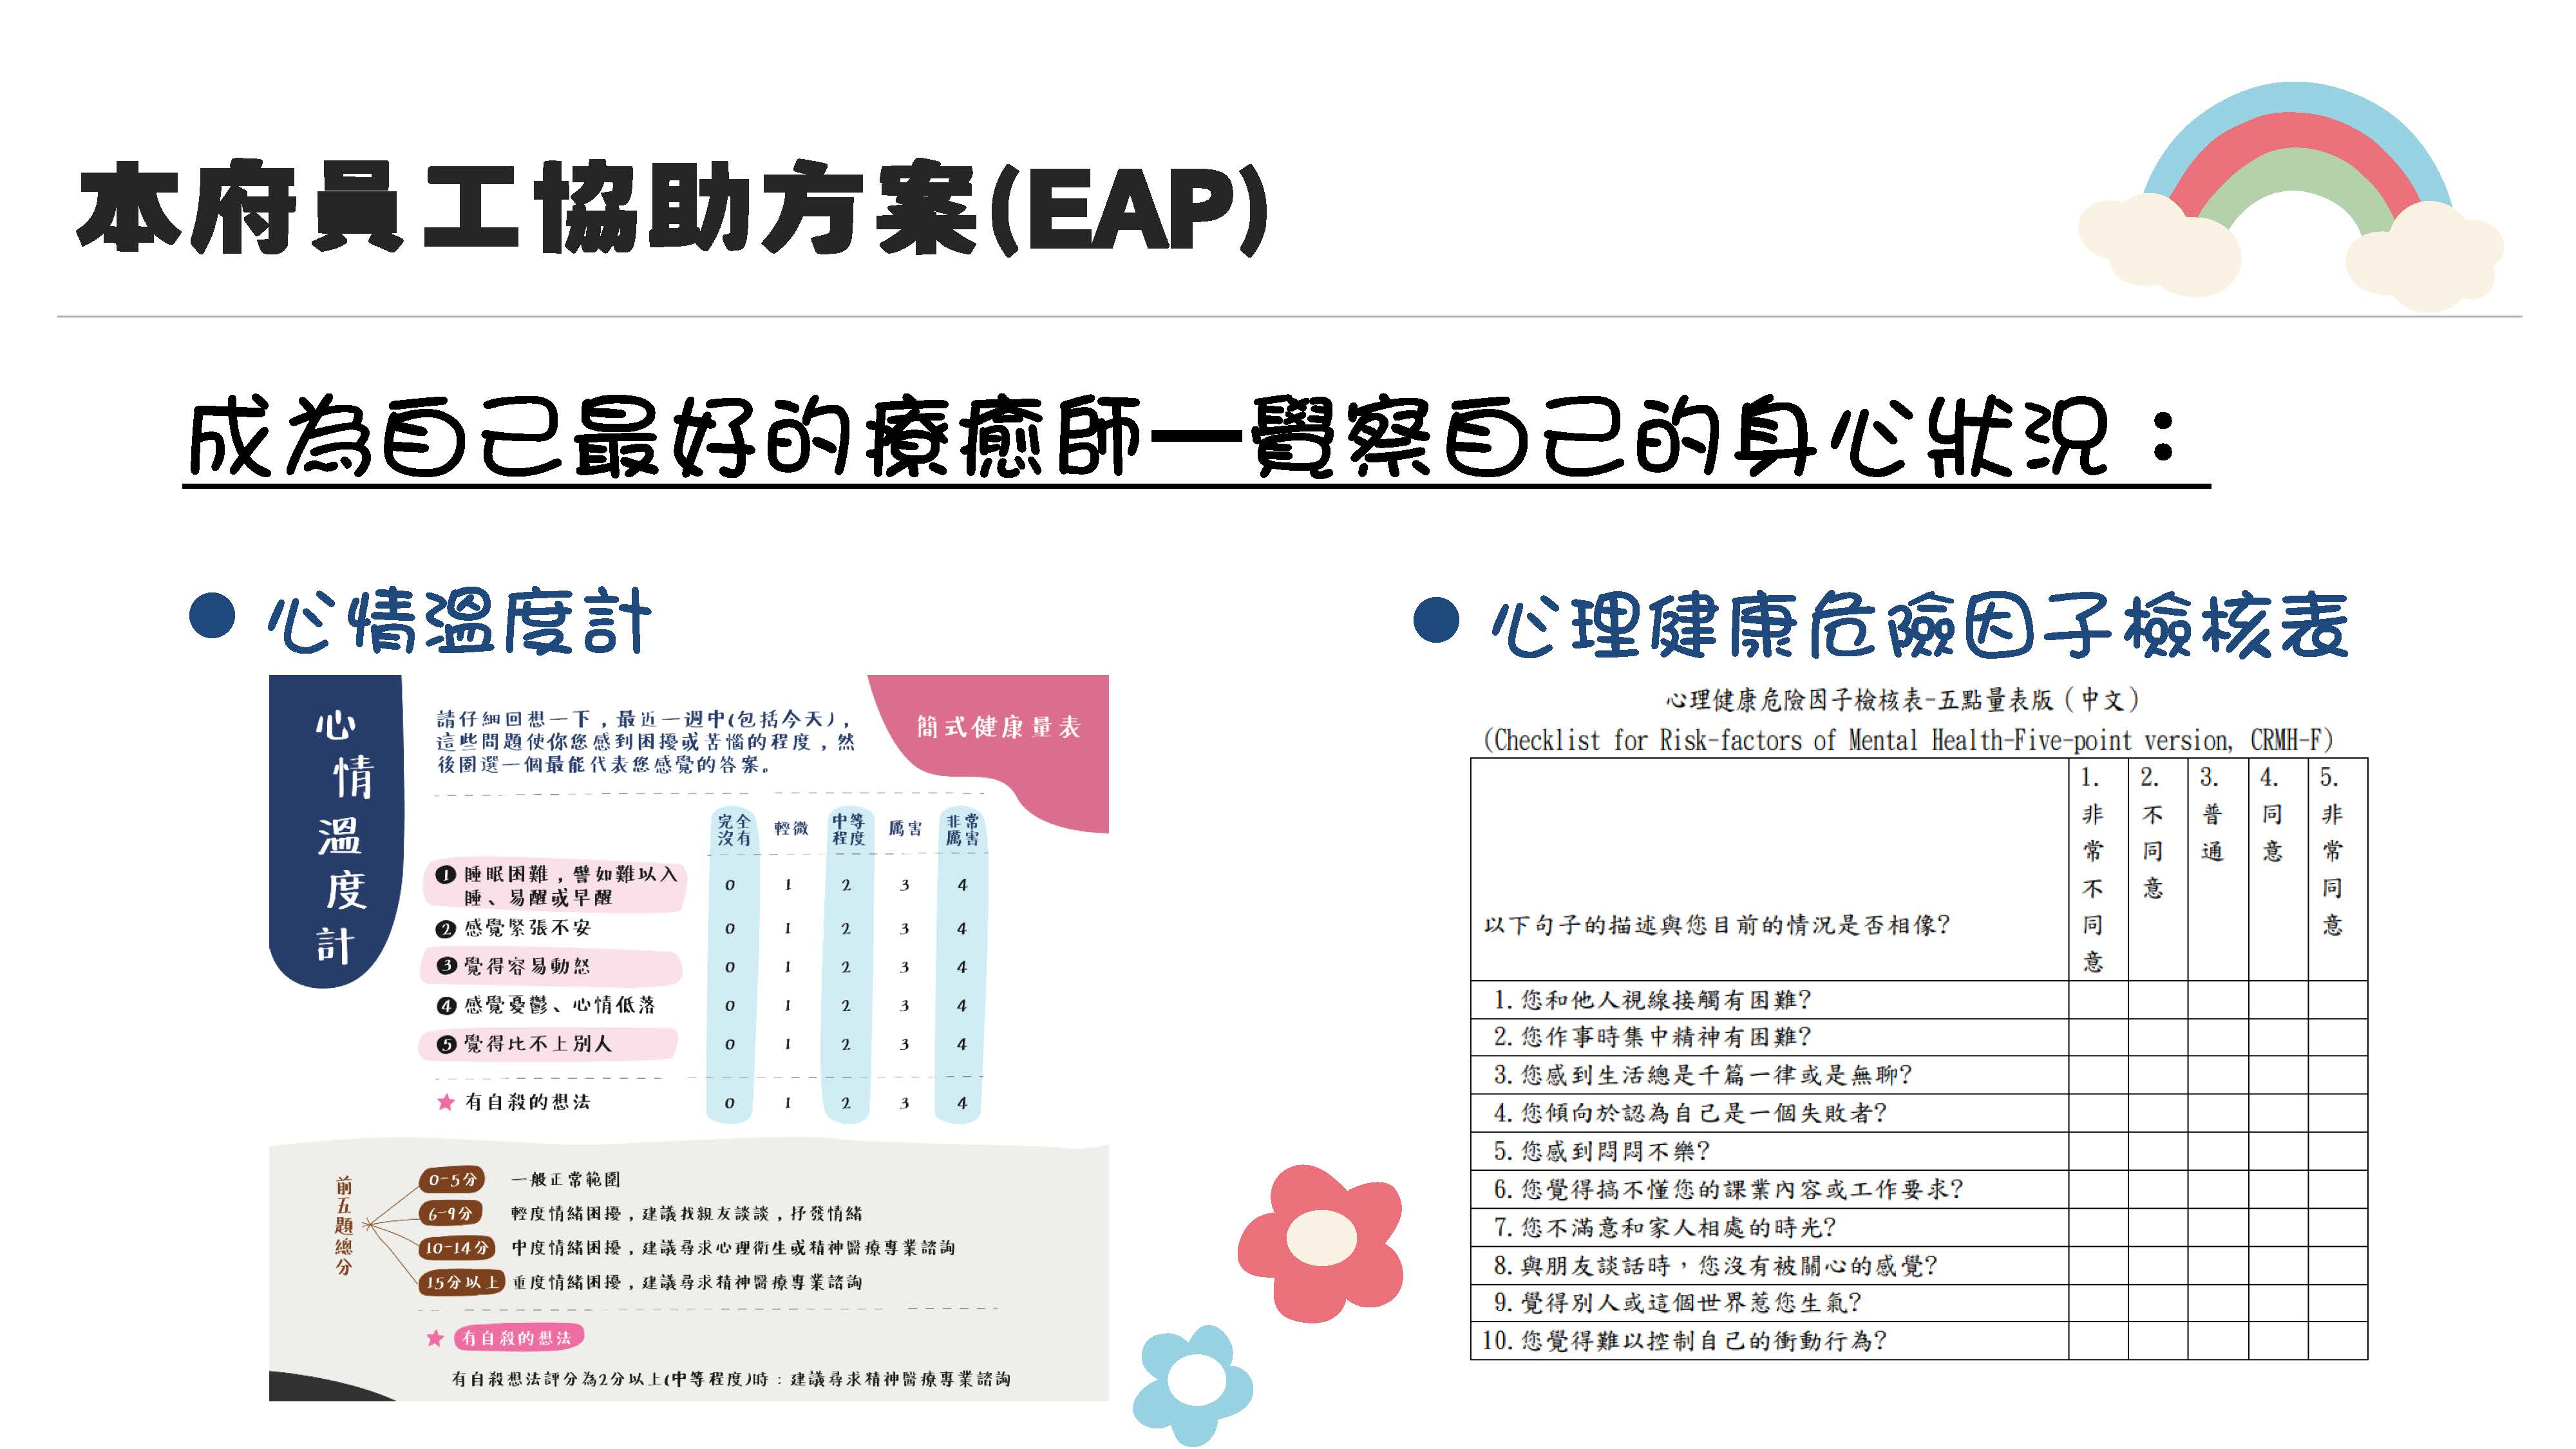 本府員工協助方案(EAP)
成為自己最好的療癒師—覺察自己的身心狀況：
● 心情溫度計
心情溫度計
請仔細回想一下，最近一週中(包括今天)，
這些問題使你您感到困擾或苦惱的程度，然
後圈選一個最能代表您感覺的答案。
簡式健康量表
完全沒有 輕微 中等程度 厲害 非常厲害
❶ 睡眠困難，譬如難以入
睡、易醒或早醒 0 1 2 3 4
❷ 感覺緊張不安 0 1 2 3 4
❸ 覺得容易動怒 0 1 2 3 4
❹ 感覺憂鬱、心情低落 0 1 2 3 4
❺ 覺得比不上別人 0 1 2 3 4
★ 有自殺的想法 0 1 2 3 4
前五題總分
0-5分 一般正常範圍
6-9分 輕度情緒困擾，建議找親友談談，抒發情緒
10-14分 中度情緒困擾，建議尋求心理衛生或精神醫療專業諮詢
15分以上 重度情緒困擾，建議尋求精神醫療專業諮詢
★ 有自殺的想法
有自殺想法評分為2分以上(中等程度)時：建議尋求精神醫療專業諮詢
● 心理健康危險因子檢核表
心理健康危險因子檢核表-五點量表版（中文）
(Checklist for Risk-factors of Mental Health-Five-point version, CRMH-F)
以下句子的描述與您目前的情況是否相像? 1.非常不同意 2.不同意 3.普通 4.同意 5.非常同意
1.您和他人視線接觸有困難?
2.您作事時集中精神有困難?
3.您感到生活總是千篇一律或是無聊?
4.您傾向於認為自己是一個失敗者?
5.您感到悶悶不樂?
6.您覺得搞不懂您的課業內容或工作要求?
7.您不滿意和家人相處的時光?
8.與朋友談話時，您沒有被關心的感覺?
9.覺得別人或這個世界惹您生氣?
10.您覺得難以控制自己的衝動行為?